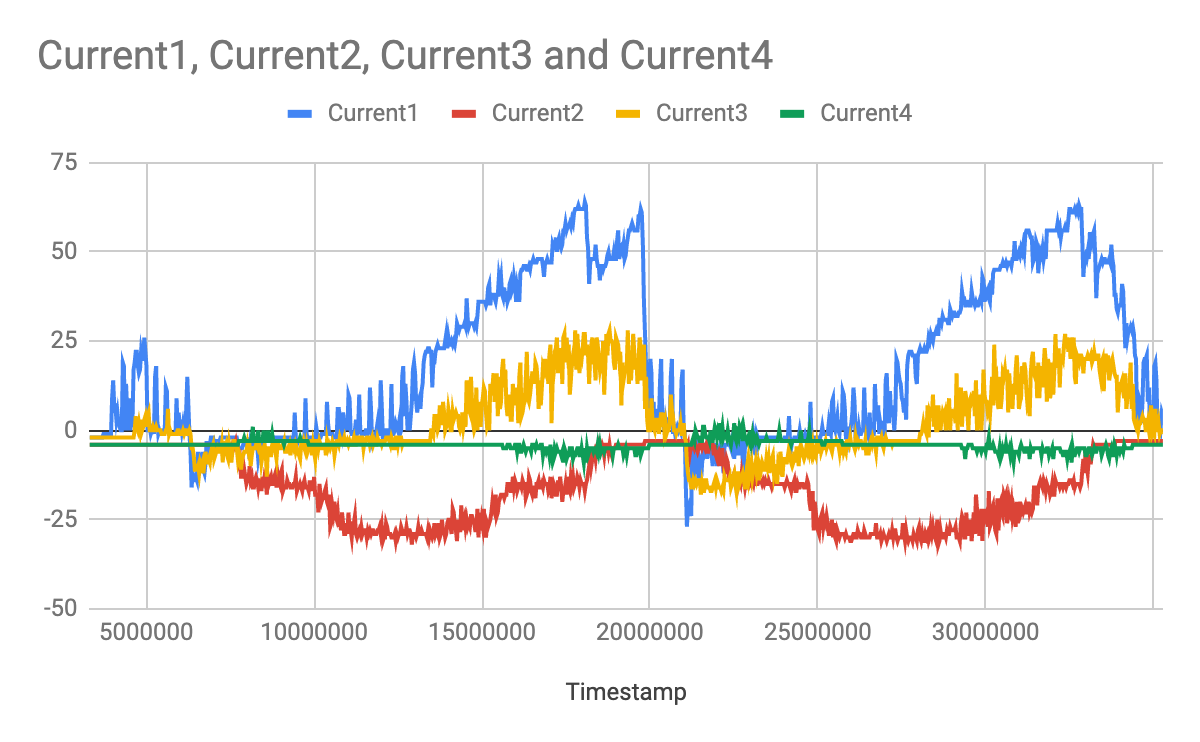 Current1, Current2, Current3 and Current4
Current1 Current2 Current3 Current4
75
50
25
0
-25
-50
5000000 10000000 15000000 20000000 25000000 30000000
Timestamp